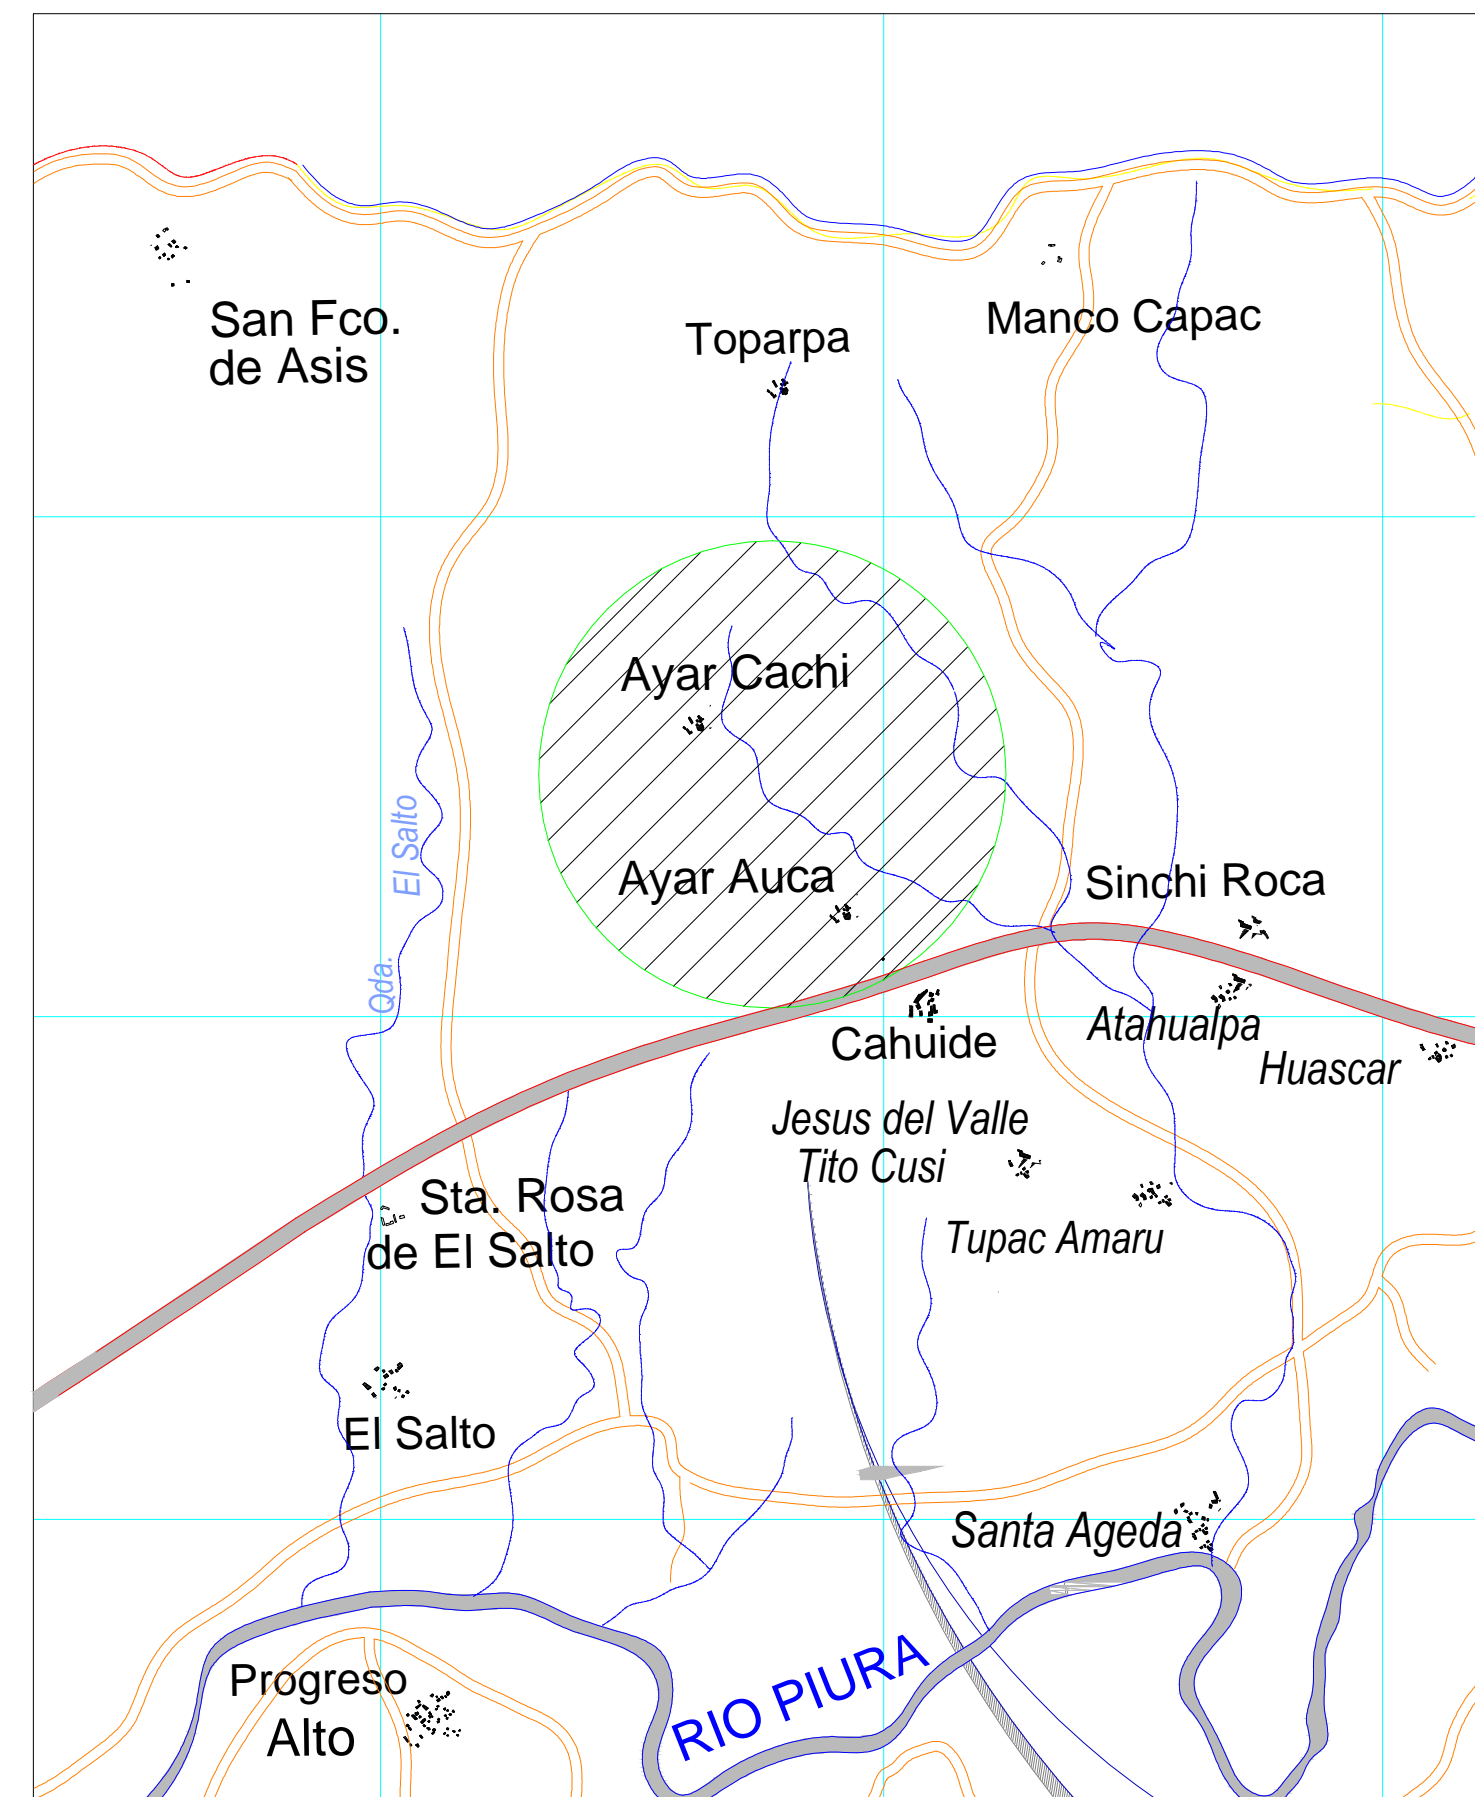 San Fco.
de Asis
Toparpa
Manco Capac
Ayar Cachi
El Salto
Qda.
Ayar Auca
Sinchi Roca
Cahuide
Atahualpa
Huascar
Jesus del Valle
Tito Cusi
Sta. Rosa
de El Salto
Tupac Amaru
El Salto
Santa Ageda
Progreso
Alto
RIO PIURA